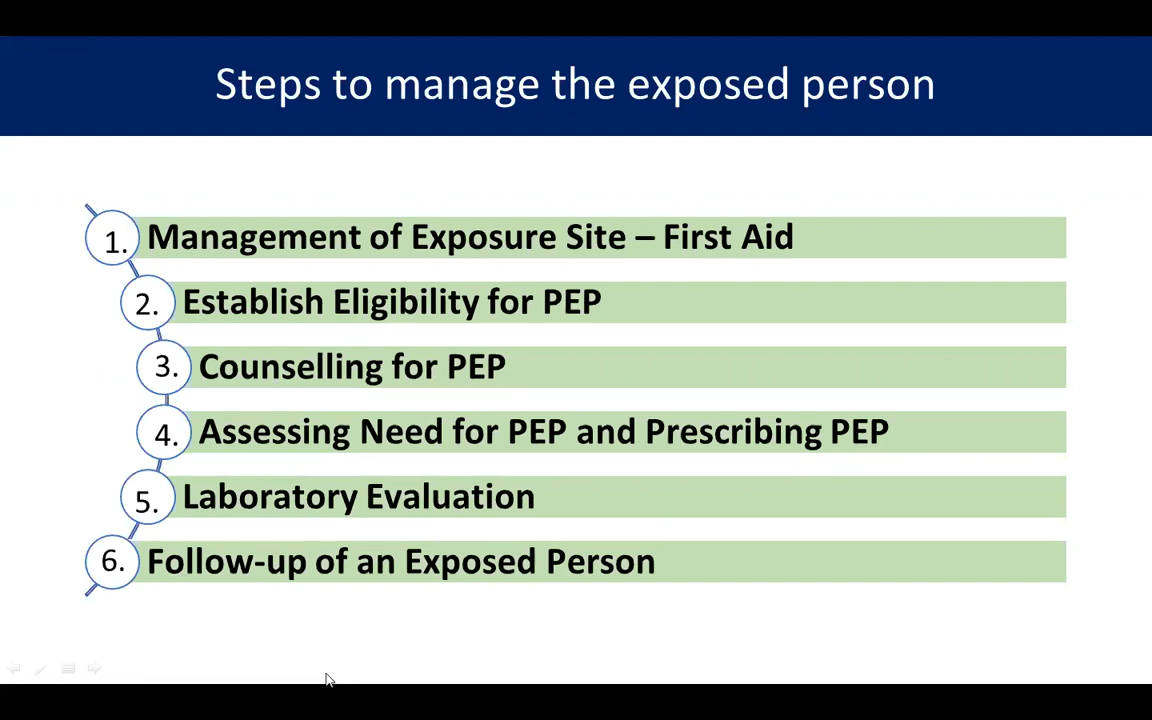 Steps to manage the exposed person
1. Management of Exposure Site – First Aid
2. Establish Eligibility for PEP
3. Counselling for PEP
4. Assessing Need for PEP and Prescribing PEP
5. Laboratory Evaluation
6. Follow-up of an Exposed Person